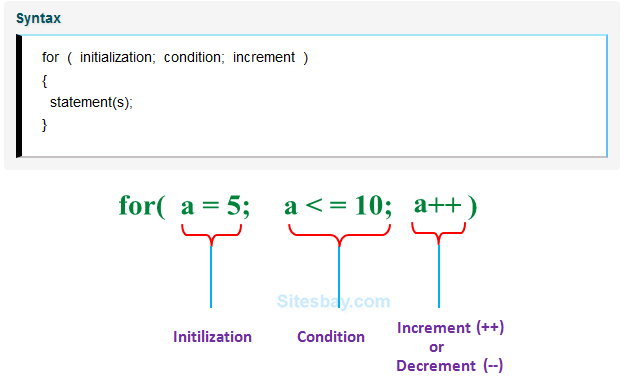 Syntax
for ( initialization; condition; increment )
{
statement(s);
}
for( a = 5; a < = 10; a++ )
Sitesbay.com
Initilization
Condition
Increment (++)
or
Decrement (--)